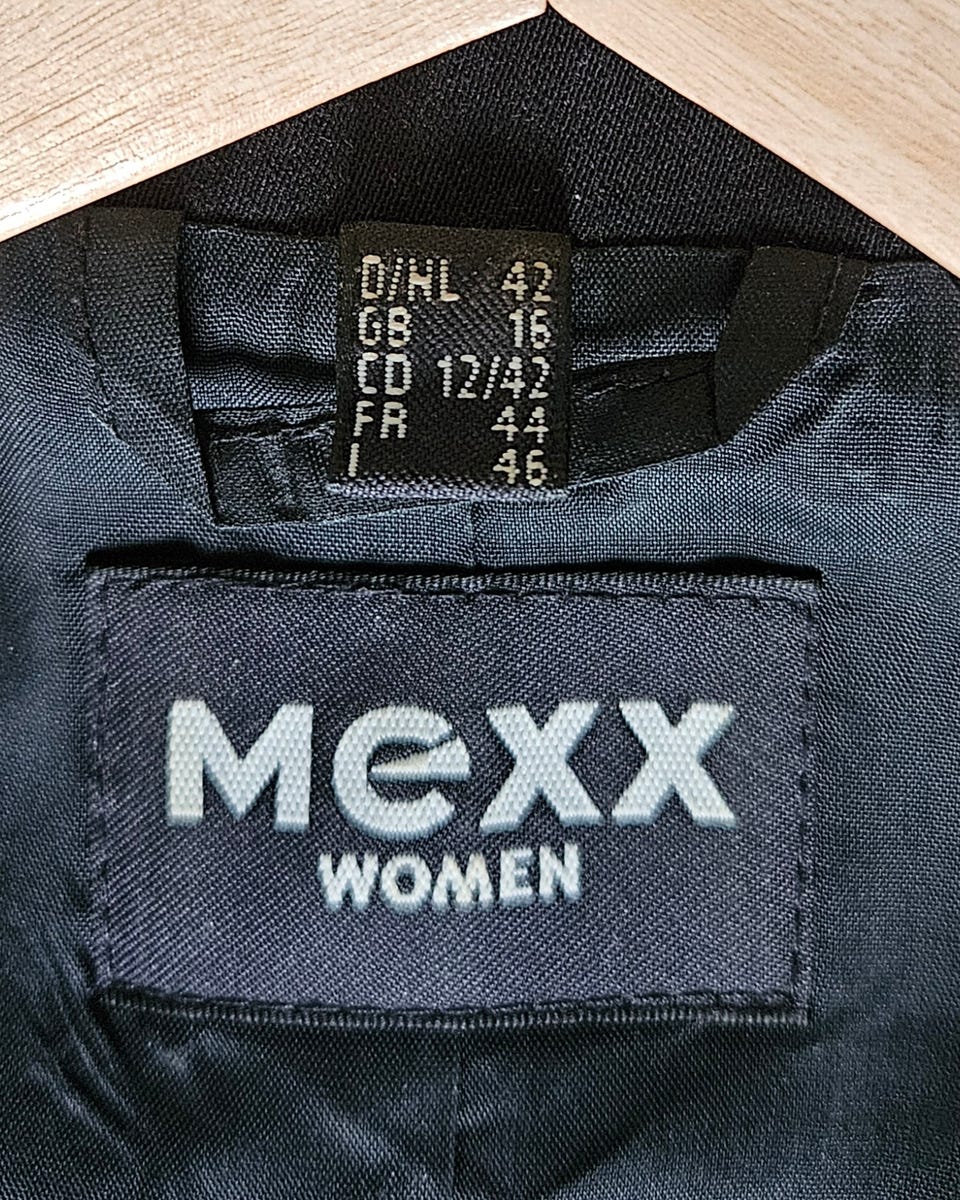 D/NL 42
GB 16
CD 12/42
FR 44
I 46
Mexx
WOMEN